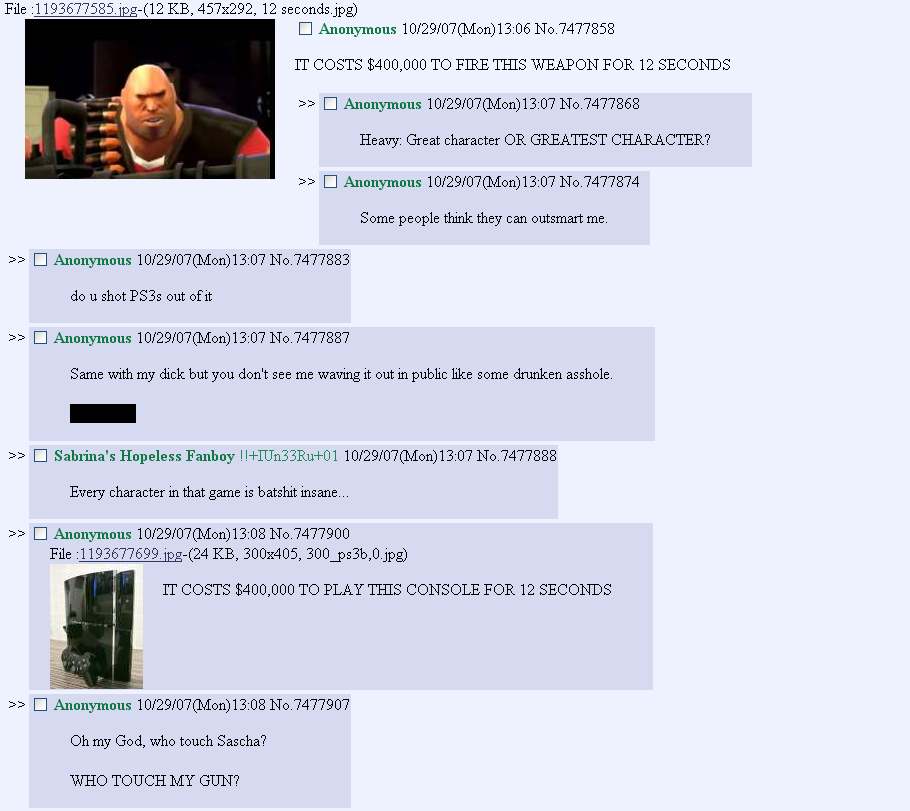 File :1193677585.jpg-(12 KB, 457x292, 12 seconds.jpg)
Anonymous 10/29/07(Mon)13:06 No.7477858
IT COSTS $400,000 TO FIRE THIS WEAPON FOR 12 SECONDS
>> Anonymous 10/29/07(Mon)13:07 No.7477868
Heavy: Great character OR GREATEST CHARACTER?
>> Anonymous 10/29/07(Mon)13:07 No.7477874
Some people think they can outsmart me.
>> Anonymous 10/29/07(Mon)13:07 No.7477883
do u shot PS3s out of it
>> Anonymous 10/29/07(Mon)13:07 No.7477887
Same with my dick but you don't see me waving it out in public like some drunken asshole.
>> Sabrina's Hopeless Fanboy !!+IUn33Ru+01 10/29/07(Mon)13:07 No.7477888
Every character in that game is batshit insane...
>> Anonymous 10/29/07(Mon)13:08 No.7477900
File :1193677699.jpg-(24 KB, 300x405, 300_ps3b,0.jpg)
IT COSTS $400,000 TO PLAY THIS CONSOLE FOR 12 SECONDS
>> Anonymous 10/29/07(Mon)13:08 No.7477907
Oh my God, who touch Sascha?
WHO TOUCH MY GUN?